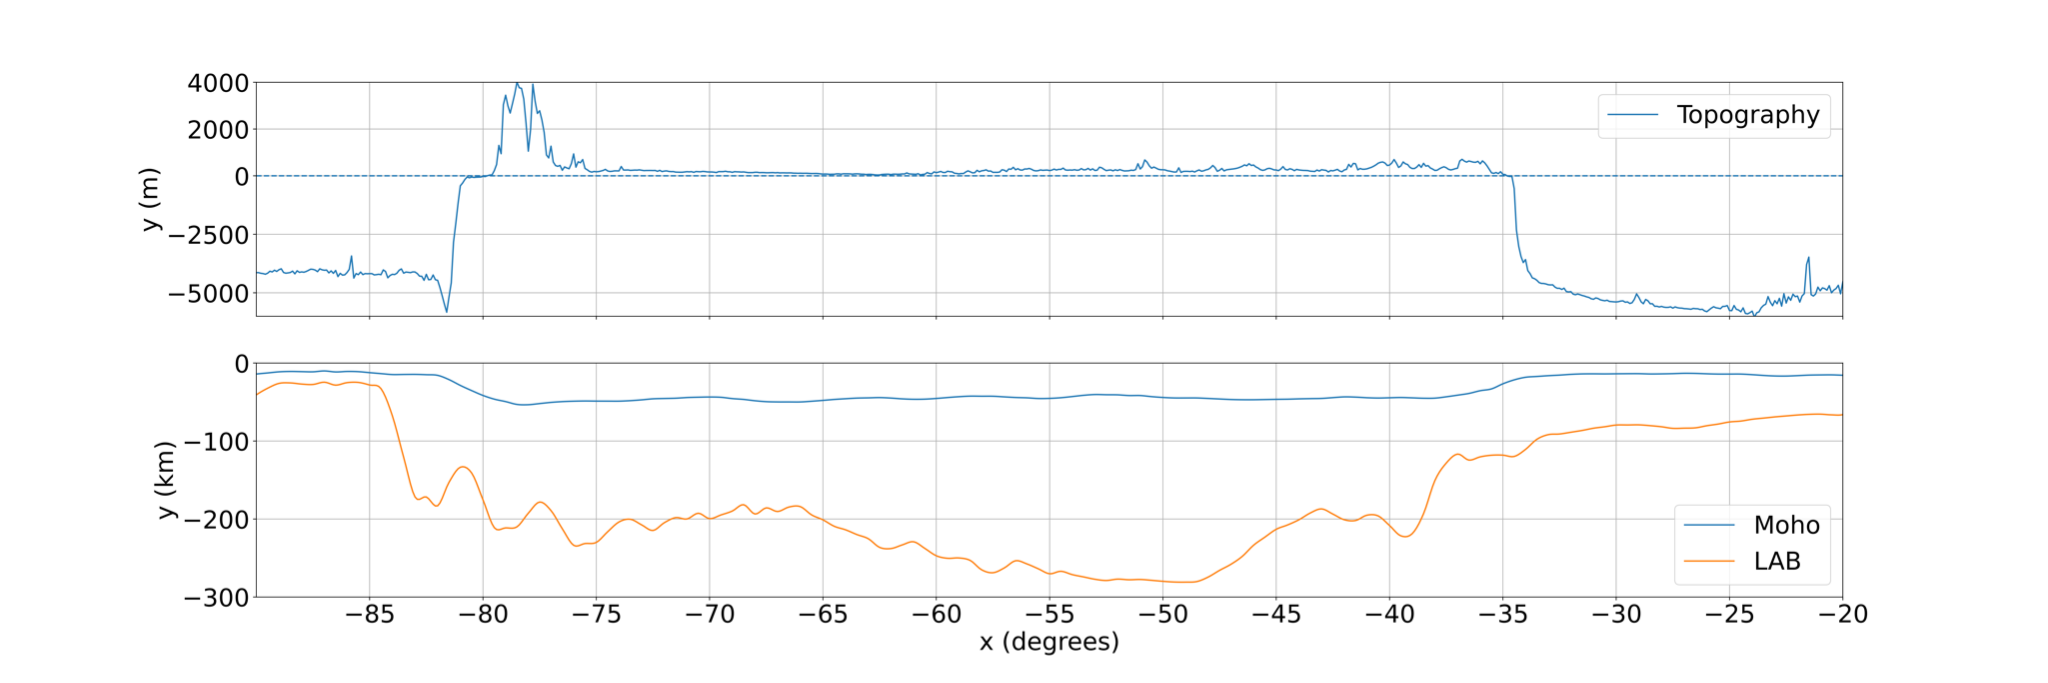 4000
2000
0
−2500
−5000
y (m)
Topography
0
−100
−200
−300
y (km)
Moho
LAB
−85 −80 −75 −70 −65 −60 −55 −50 −45 −40 −35 −30 −25 −20
x (degrees)